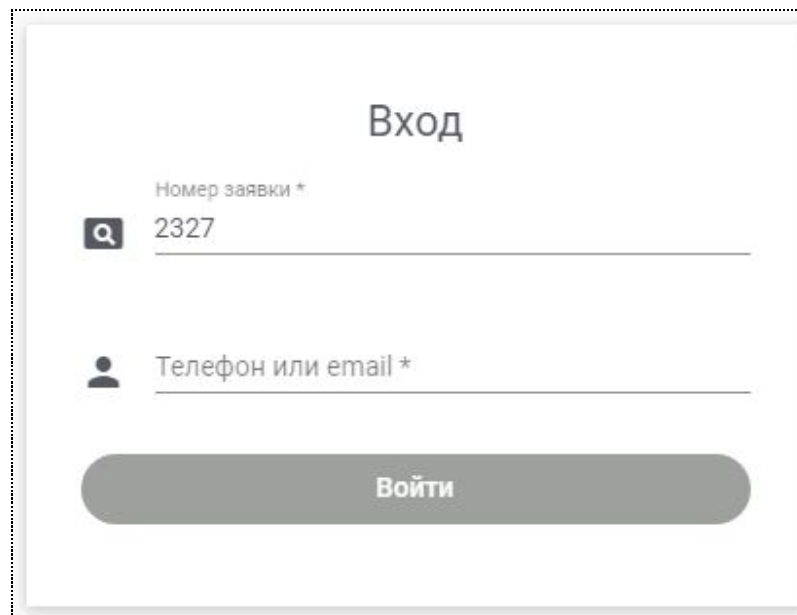 Вход
Номер заявки *
2327
Телефон или email *
Войти